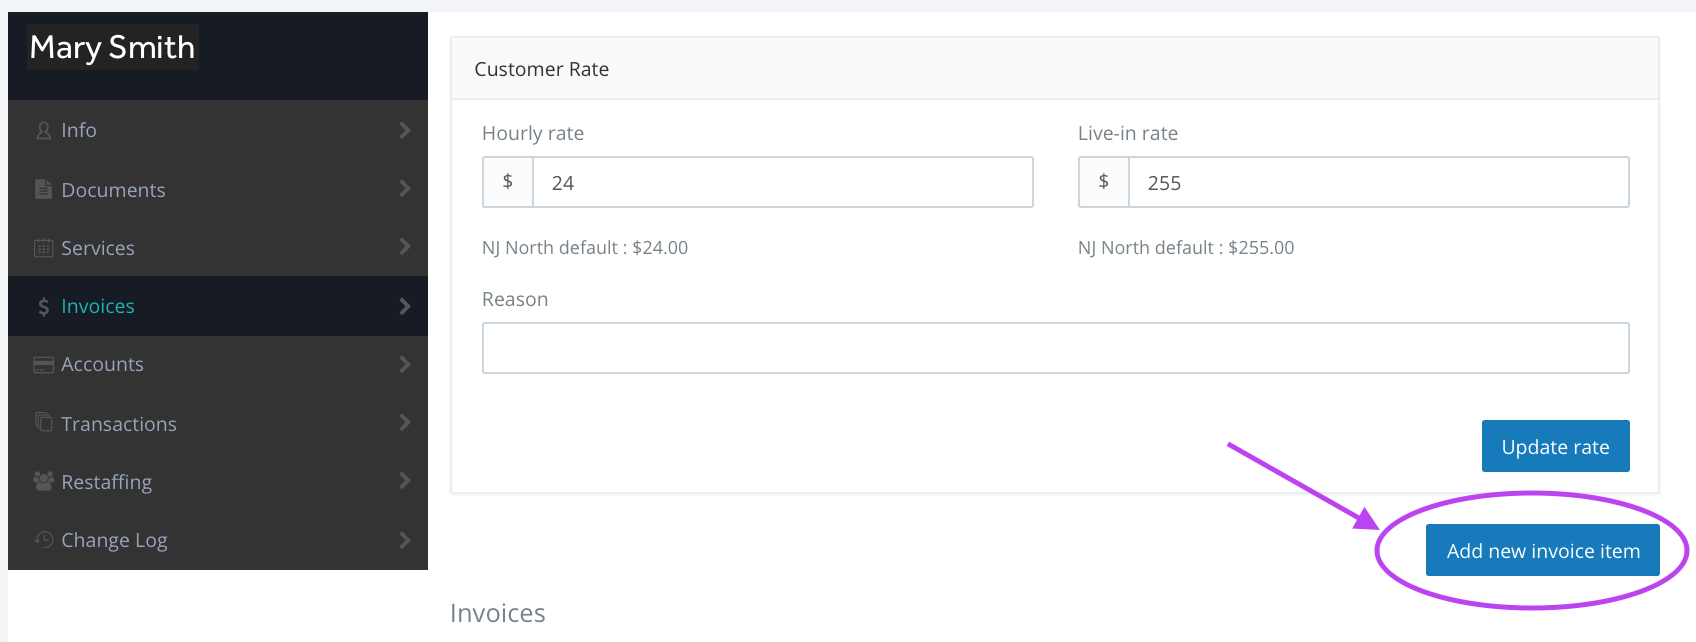 Mary Smith
Info
Documents
Services
$ Invoices
Accounts
Transactions
Restaffing
Change Log
Customer Rate
Hourly rate
Live-in rate
$ 24
$ 255
NJ North default : $24.00
NJ North default : $255.00
Reason
Update rate
Add new invoice item
Invoices